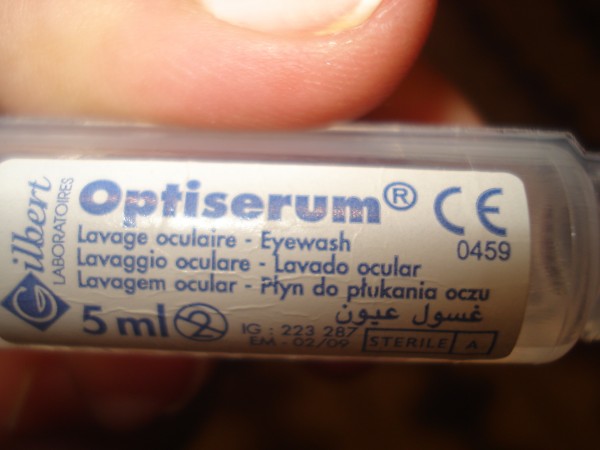 Gilbert
LABORATOIRES
Optiserum®
CE
0459
Lavage oculaire - Eyewash
Lavaggio oculare - Lavado ocular
Lavagem ocular - Płyn do płukania oczu
غسول عيون
5 ml 2
IG : 223 287
EM - 02/09
STERILE A